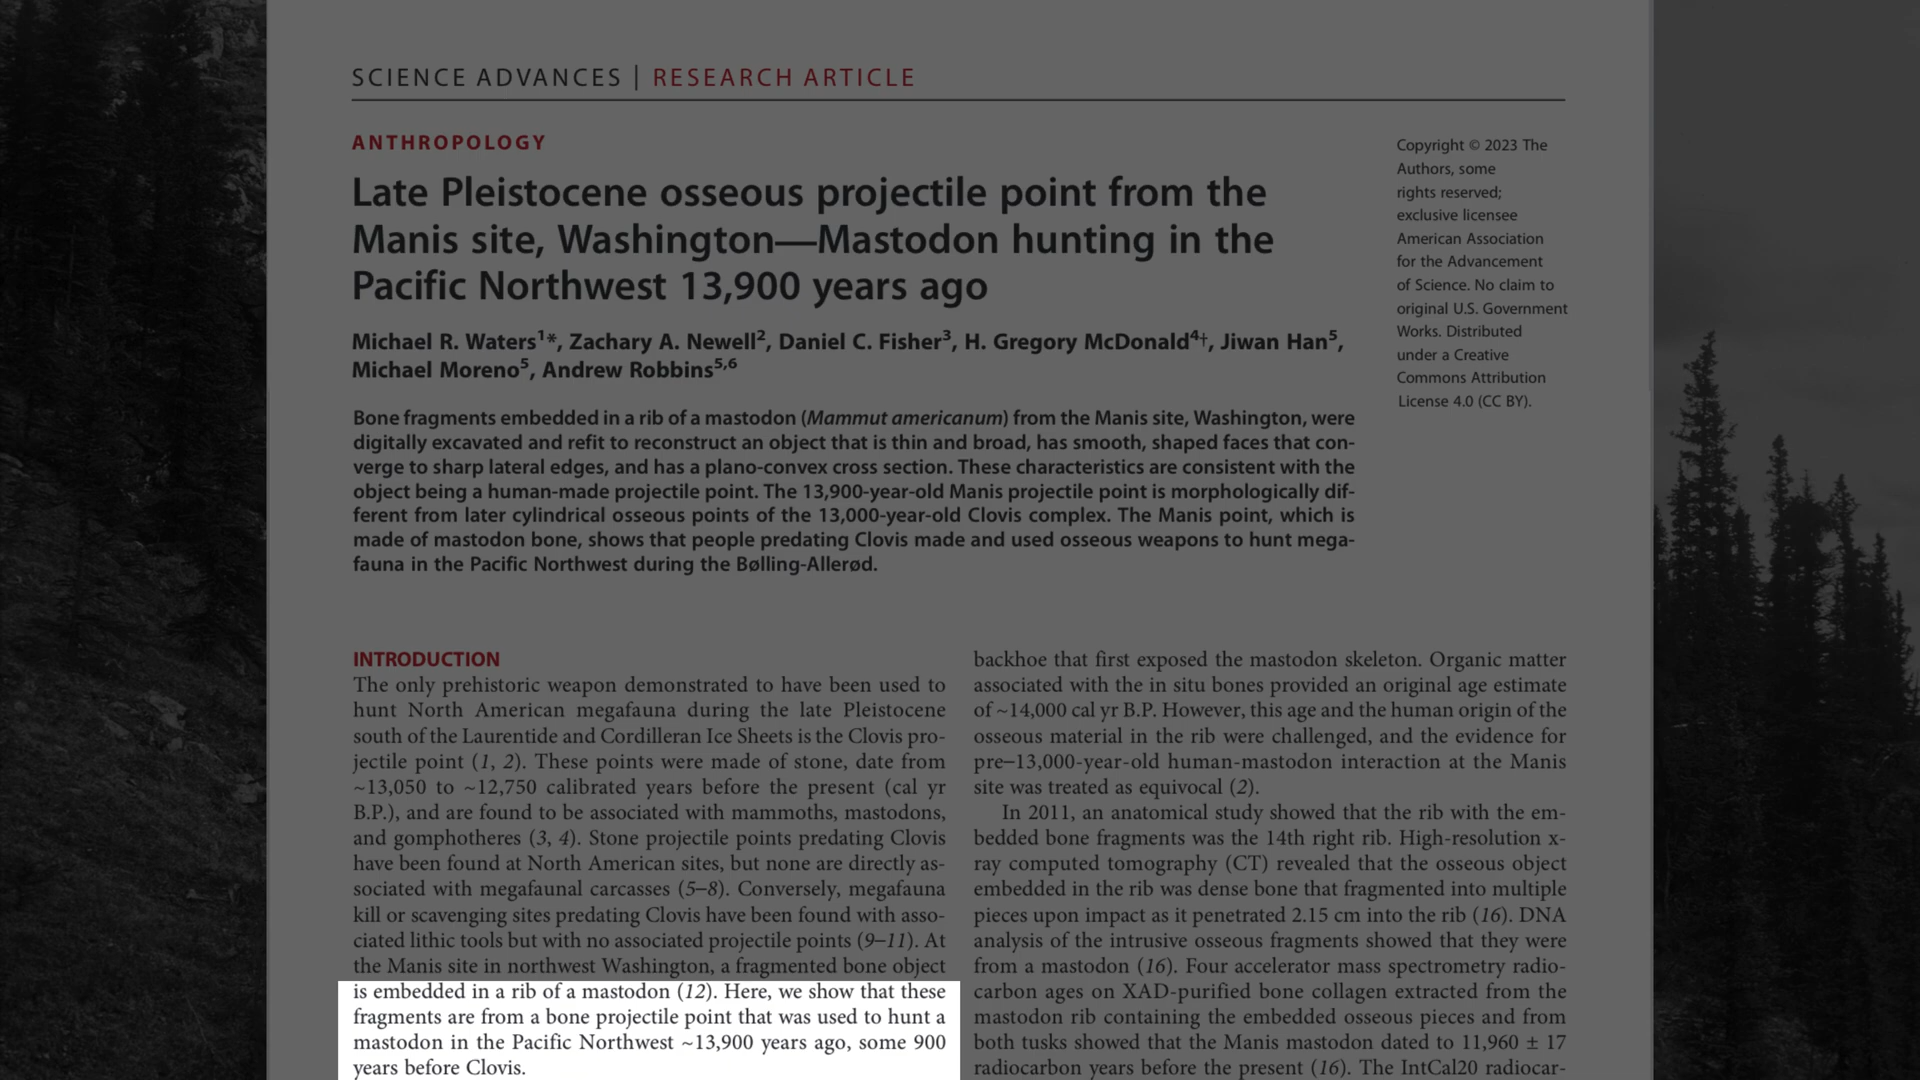 SCIENCE ADVANCES | RESEARCH ARTICLE
ANTHROPOLOGY
Late Pleistocene osseous projectile point from the
Manis site, Washington—Mastodon hunting in the
Pacific Northwest 13,900 years ago
Michael R. Waters1*, Zachary A. Newell2, Daniel C. Fisher3, H. Gregory McDonald4†, Jiwan Han5,
Michael Moreno5, Andrew Robbins5,6
Bone fragments embedded in a rib of a mastodon (Mammut americanum) from the Manis site, Washington, were
digitally excavated and refit to reconstruct an object that is thin and broad, has smooth, shaped faces that con-
verge to sharp lateral edges, and has a plano-convex cross section. These characteristics are consistent with the
object being a human-made projectile point. The 13,900-year-old Manis projectile point is morphologically dif-
ferent from later cylindrical osseous points of the 13,000-year-old Clovis complex. The Manis point, which is
made of mastodon bone, shows that people predating Clovis made and used osseous weapons to hunt mega-
fauna in the Pacific Northwest during the Bølling-Allerød.
Copyright © 2023 The
Authors, some
rights reserved;
exclusive licensee
American Association
for the Advancement
of Science. No claim to
original U.S. Government
Works. Distributed
under a Creative
Commons Attribution
License 4.0 (CC BY).
INTRODUCTION
The only prehistoric weapon demonstrated to have been used to
hunt North American megafauna during the late Pleistocene
south of the Laurentide and Cordilleran Ice Sheets is the Clovis pro-
jectile point (1, 2). These points were made of stone, date from
~13,050 to ~12,750 calibrated years before the present (cal yr
B.P.), and are found to be associated with mammoths, mastodons,
and gomphotheres (3, 4). Stone projectile points predating Clovis
have been found at North American sites, but none are directly as-
sociated with megafaunal carcasses (5–8). Conversely, megafauna
kill or scavenging sites predating Clovis have been found with asso-
ciated lithic tools but with no associated projectile points (9–11). At
the Manis site in northwest Washington, a fragmented bone object
is embedded in a rib of a mastodon (12). Here, we show that these
fragments are from a bone projectile point that was used to hunt a
mastodon in the Pacific Northwest ~13,900 years ago, some 900
years before Clovis.
backhoe that first exposed the mastodon skeleton. Organic matter
associated with the in situ bones provided an original age estimate
of ~14,000 cal yr B.P. However, this age and the human origin of the
osseous material in the rib were challenged, and the evidence for
pre–13,000-year-old human-mastodon interaction at the Manis
site was treated as equivocal (2).
In 2011, an anatomical study showed that the rib with the em-
bedded bone fragments was the 14th right rib. High-resolution x-
ray computed tomography (CT) revealed that the osseous object
embedded in the rib was dense bone that fragmented into multiple
pieces upon impact as it penetrated 2.15 cm into the rib (16). DNA
analysis of the intrusive osseous fragments showed that they were
from a mastodon (16). Four accelerator mass spectrometry radio-
carbon ages on XAD-purified bone collagen extracted from the
mastodon rib containing the embedded osseous pieces and from
both tusks showed that the Manis mastodon dated to 11,960 ± 17
radiocarbon years before the present (16). The IntCal20 radiocar-